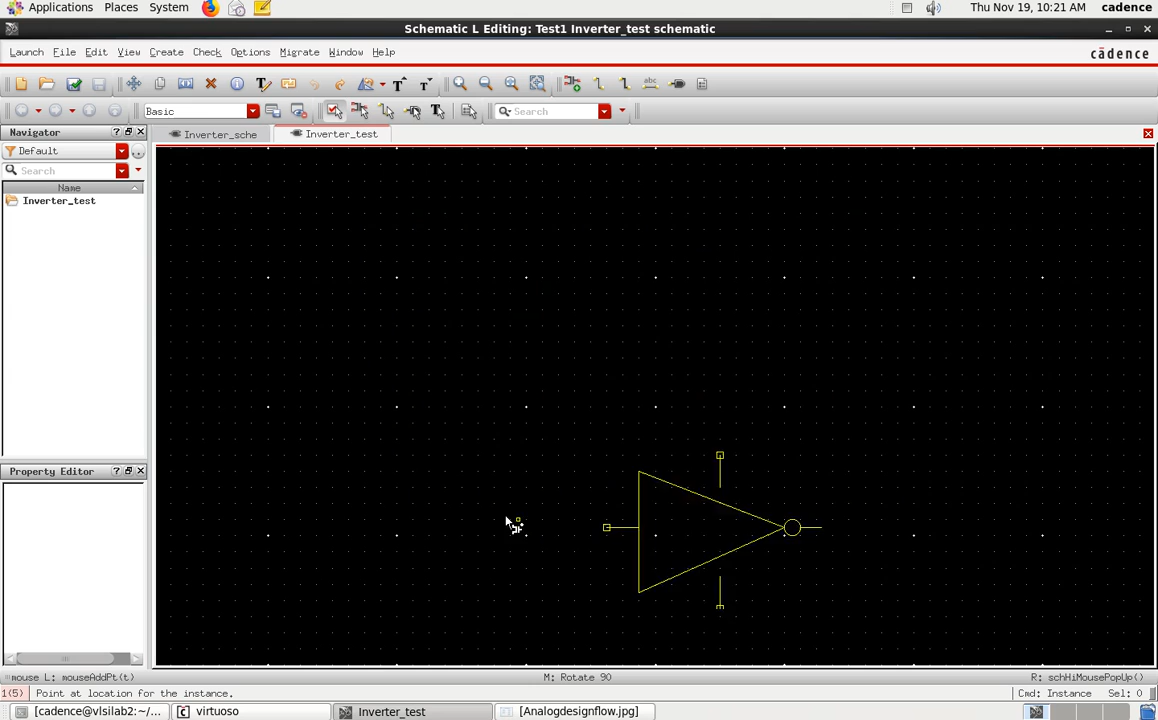 Applications Places System Thu Nov 19, 10:21 AM cadence
Schematic L Editing: Test1 Inverter_test schematic
Launch File Edit View Create Check Options Migrate Window Help cādence
Basic Search
Navigator ? Inverter_sche Inverter_test
Default
Search
Name
Inverter_test
Property Editor ?
mouse L: mouseAddPt(t) M: Rotate 90 R: schHiMousePopUp()
1(5) Point at location for the instance. Cmd: Instance Sel: 0
[cadence@vlsilab2:~/... virtuoso Inverter_test [Analogdesignflow.jpg]